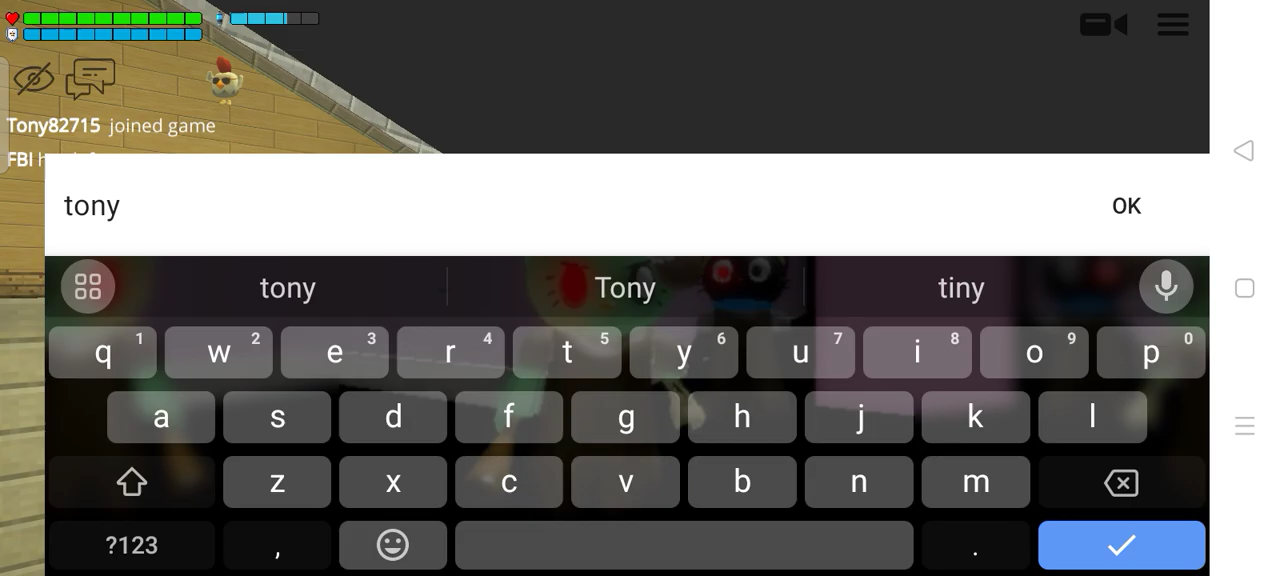 Tony82715 joined game
FBI
tony
OK
tony Tony tiny
q 1 w 2 e 3 r 4 t 5 y 6 u 7 i 8 o 9 p 0
a s d f g h j k l
z x c v b n m
?123 , .